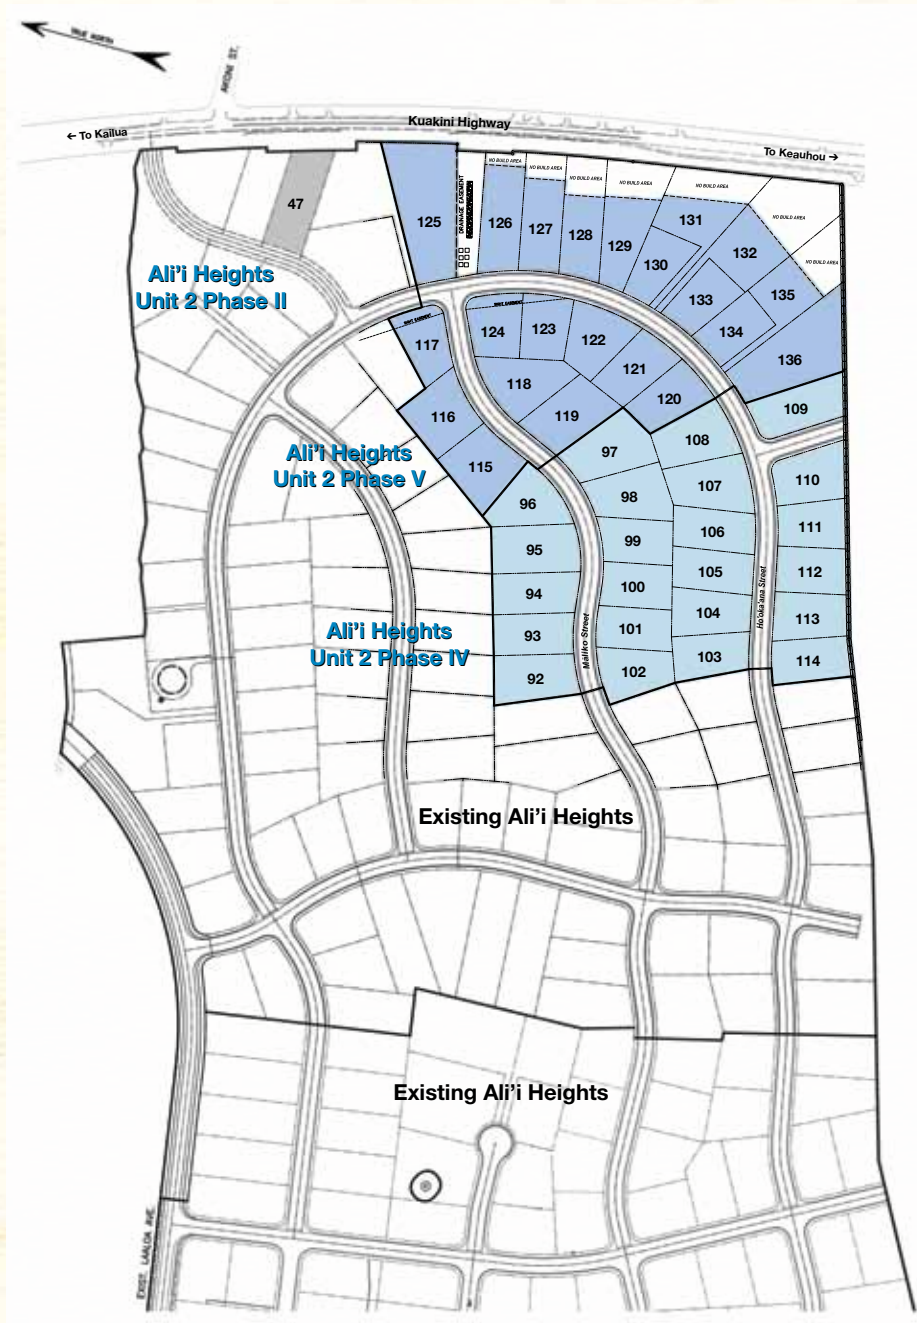 TRUE NORTH
AKONI ST.
Kuakini Highway
← To Kailua
To Keauhou →
NO BUILD AREA
NO BUILD AREA
NO BUILD AREA
NO BUILD AREA
NO BUILD AREA
NO BUILD AREA
NO BUILD AREA
DRAINAGE EASEMENT
47
125
126
127
128
129
130
131
132
133
134
135
136
Ali'i Heights
Unit 2 Phase II
117
124
123
122
121
120
118
119
116
115
109
Ali'i Heights
Unit 2 Phase V
97
108
96
98
107
110
95
99
106
111
94
100
105
112
93
101
104
113
92
102
103
114
Maliko Street
Ho'oka'ana Street
Ali'i Heights
Unit 2 Phase IV
Existing Ali'i Heights
Existing Ali'i Heights
EXIST. LAALOA AVE.